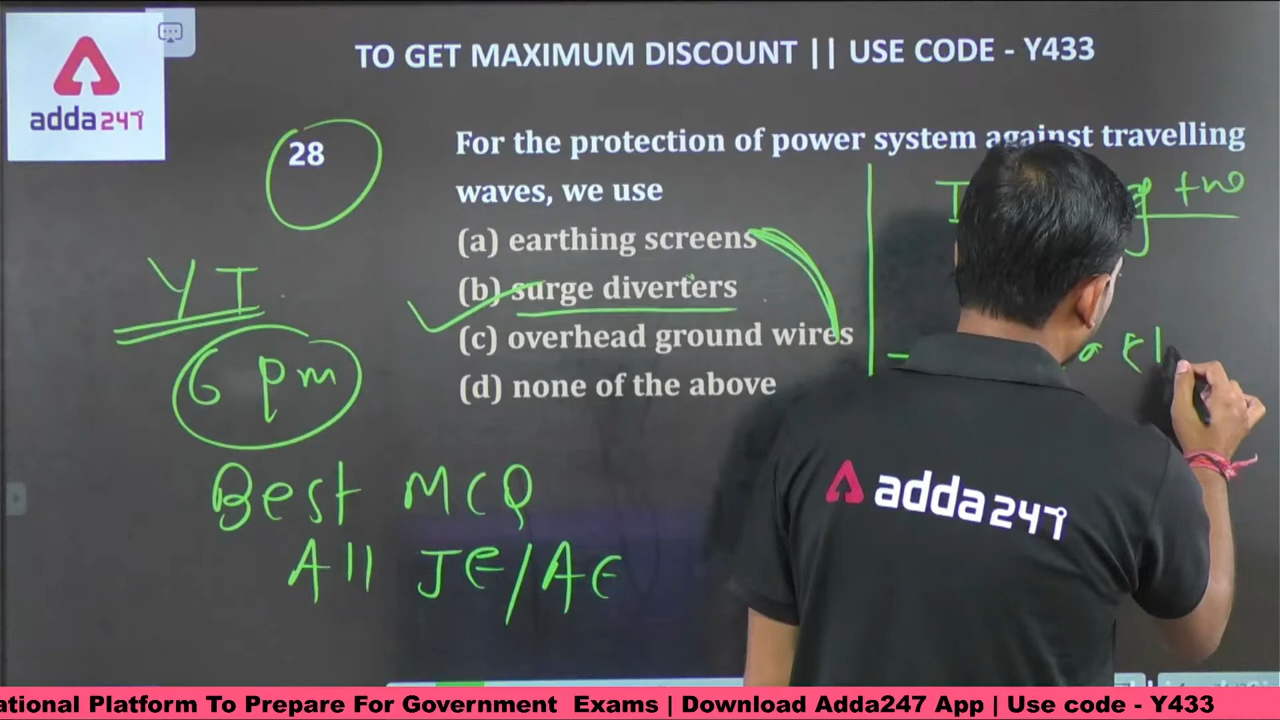 adda247
TO GET MAXIMUM DISCOUNT || USE CODE - Y433
28
For the protection of power system against travelling
waves, we use
(a) earthing screens
(b) surge diverters
(c) overhead ground wires
(d) none of the above
YT
6 pm
Best MCQ
All JE/AE
adda247
ational Platform To Prepare For Government Exams | Download Adda247 App | Use code - Y433